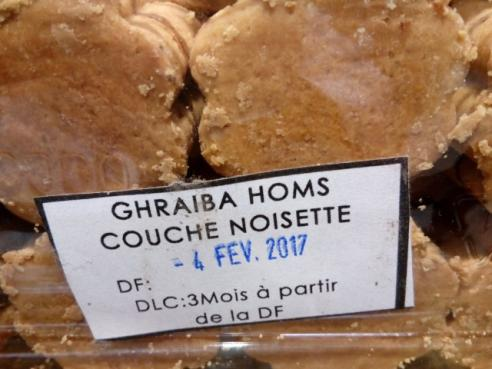 GHRAIBA HOMS
COUCHE NOISETTE
- 4 FEV. 2017
DF:
DLC:3Mois à partir
de la DF